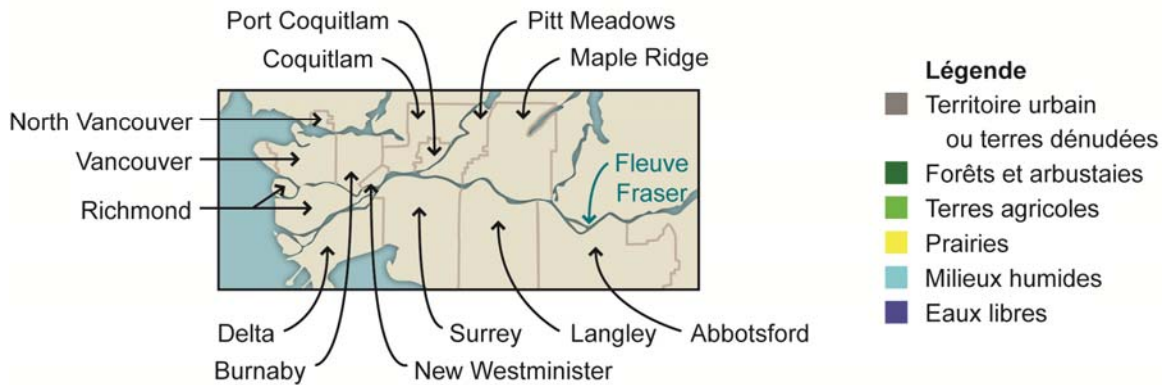 Port Coquitlam
Pitt Meadows
Coquitlam
Maple Ridge
North Vancouver
Vancouver
Richmond
Fleuve
Fraser
Delta
Surrey
Langley
Abbotsford
Burnaby
New Westminister
Légende
Territoire urbain
ou terres dénudées
Forêts et arbustaies
Terres agricoles
Prairies
Milieux humides
Eaux libres